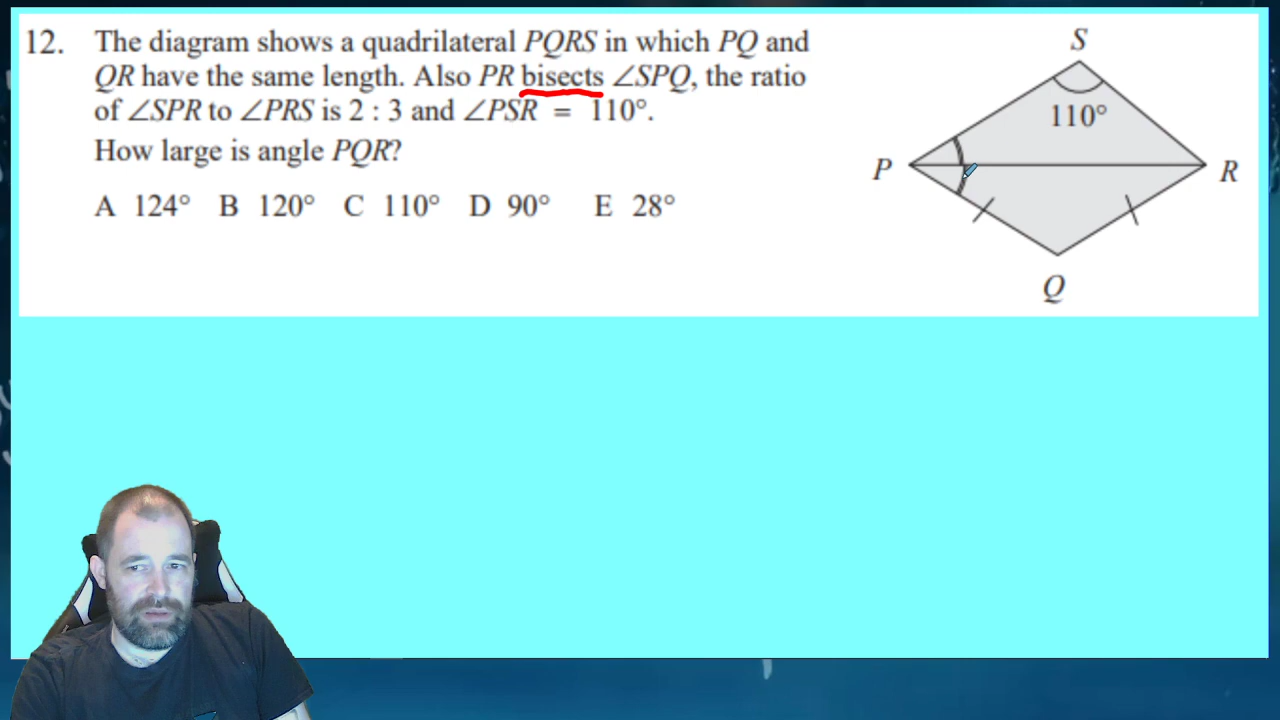 12. The diagram shows a quadrilateral PQRS in which PQ and
QR have the same length. Also PR bisects ∠SPQ, the ratio
of ∠SPR to ∠PRS is 2 : 3 and ∠PSR = 110°.
How large is angle PQR?
A 124° B 120° C 110° D 90° E 28°
S
110°
P
R
Q